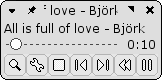 : love - Björk
All is full of love - Björk
0:10